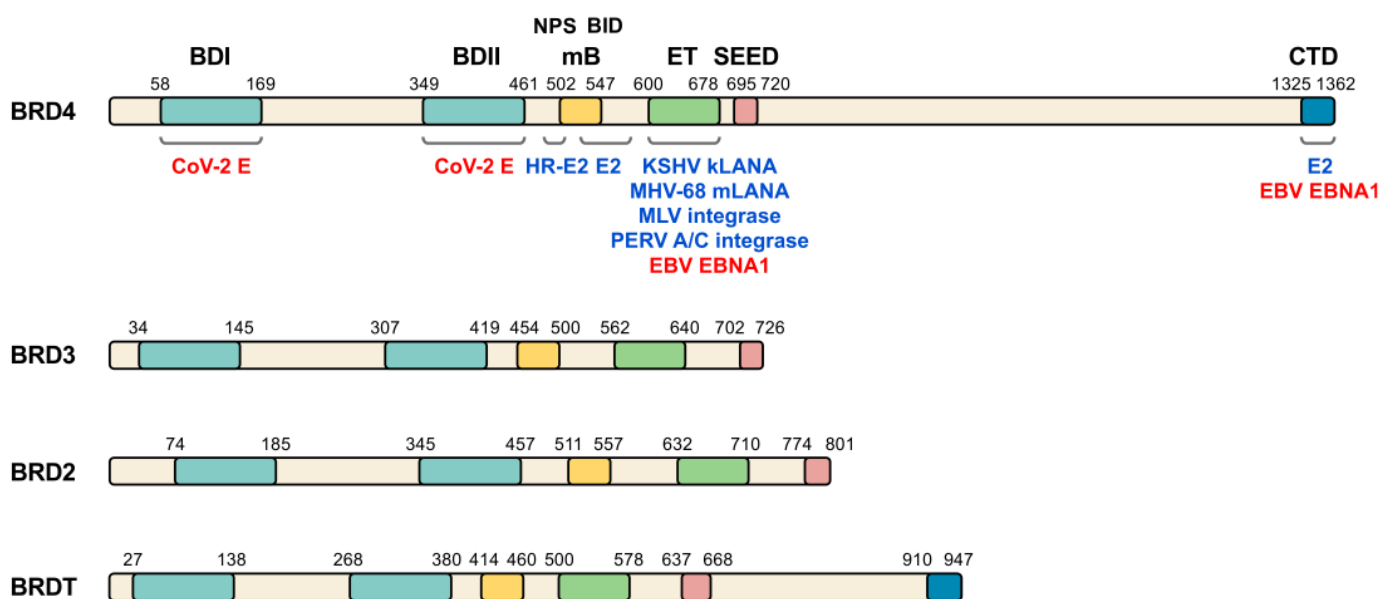 NPS BID
BDI BDII mB ET SEED CTD
58 169 349 461 502 547 600 678 695 720 1325 1362
BRD4
CoV-2 E CoV-2 E HR-E2 E2 KSHV kLANA E2
MHV-68 mLANA EBV EBNA1
MLV integrase
PERV A/C integrase
EBV EBNA1
34 145 307 419 454 500 562 640 702 726
BRD3
74 185 345 457 511 557 632 710 774 801
BRD2
27 138 268 380 414 460 500 578 637 668 910 947
BRDT